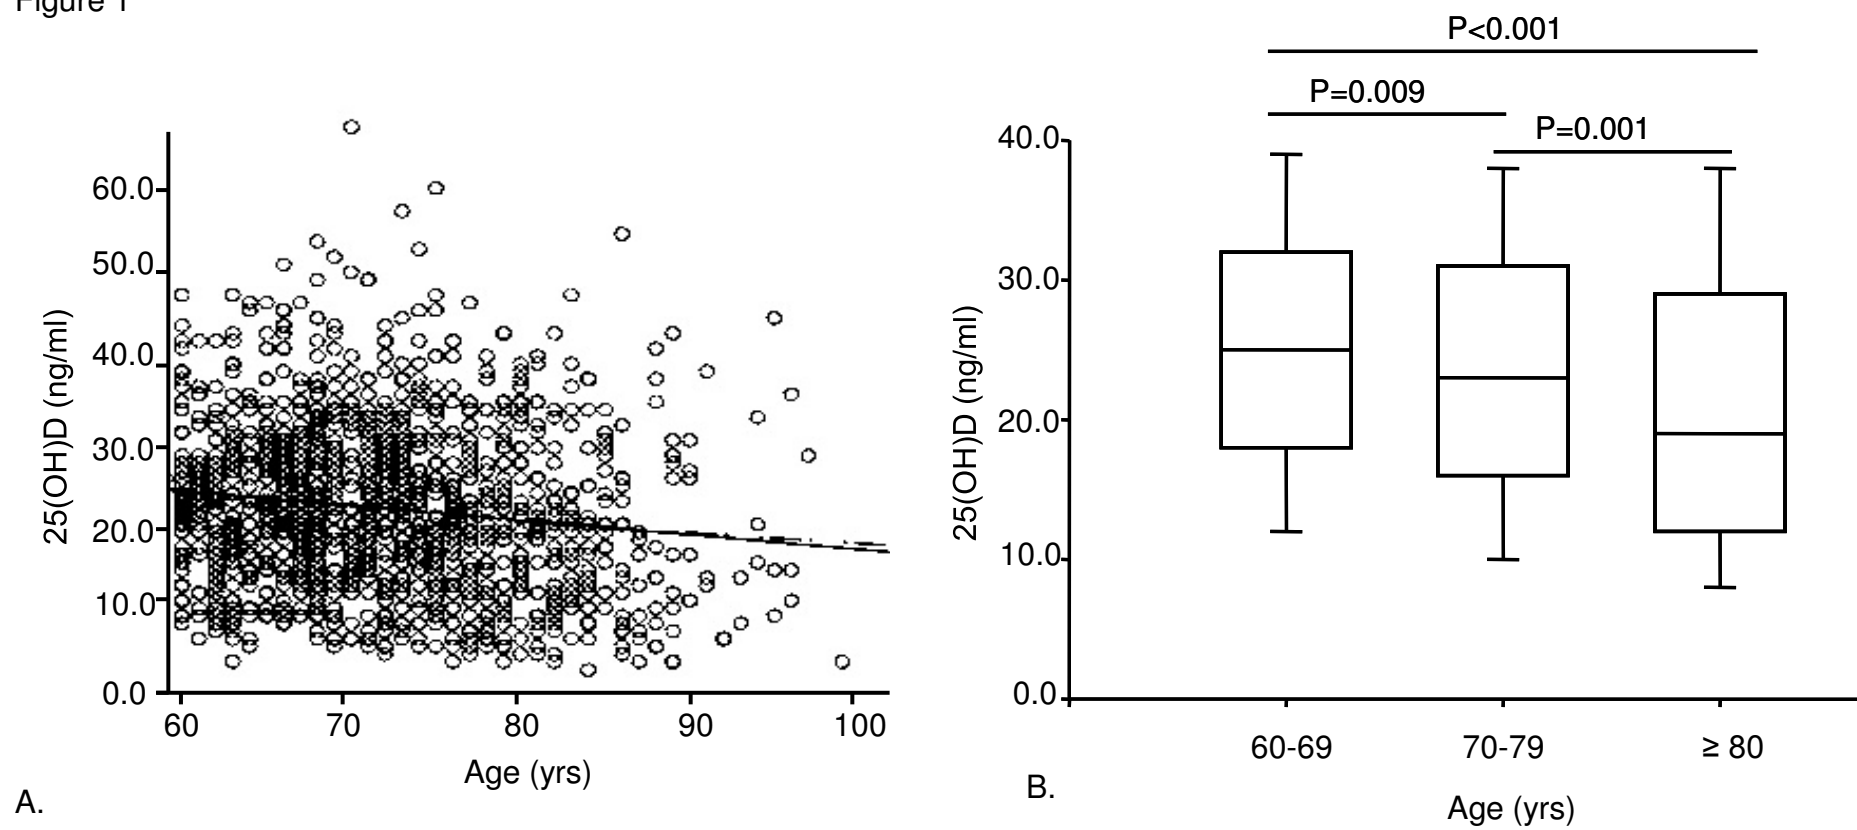 Figure 1
60.0
50.0
40.0
30.0
20.0
10.0
0.0
25(OH)D (ng/ml)
60 70 80 90 100
Age (yrs)
A.
P<0.001
P=0.009
P=0.001
40.0
30.0
20.0
10.0
0.0
25(OH)D (ng/ml)
60-69 70-79 ≥ 80
Age (yrs)
B.